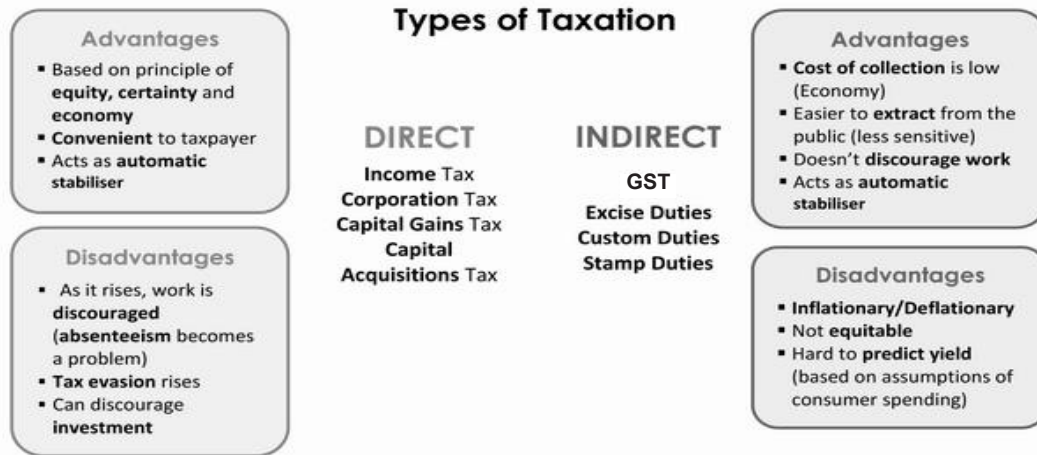 Types of Taxation
Advantages
▪ Based on principle of
equity, certainty and
economy
▪ Convenient to taxpayer
▪ Acts as automatic
stabiliser
Disadvantages
▪ As it rises, work is
discouraged
(absenteeism becomes
a problem)
▪ Tax evasion rises
▪ Can discourage
investment
DIRECT
Income Tax
Corporation Tax
Capital Gains Tax
Capital
Acquisitions Tax
INDIRECT
GST
Excise Duties
Custom Duties
Stamp Duties
Advantages
▪ Cost of collection is low
(Economy)
▪ Easier to extract from the
public (less sensitive)
▪ Doesn't discourage work
▪ Acts as automatic
stabiliser
Disadvantages
▪ Inflationary/Deflationary
▪ Not equitable
▪ Hard to predict yield
(based on assumptions of
consumer spending)